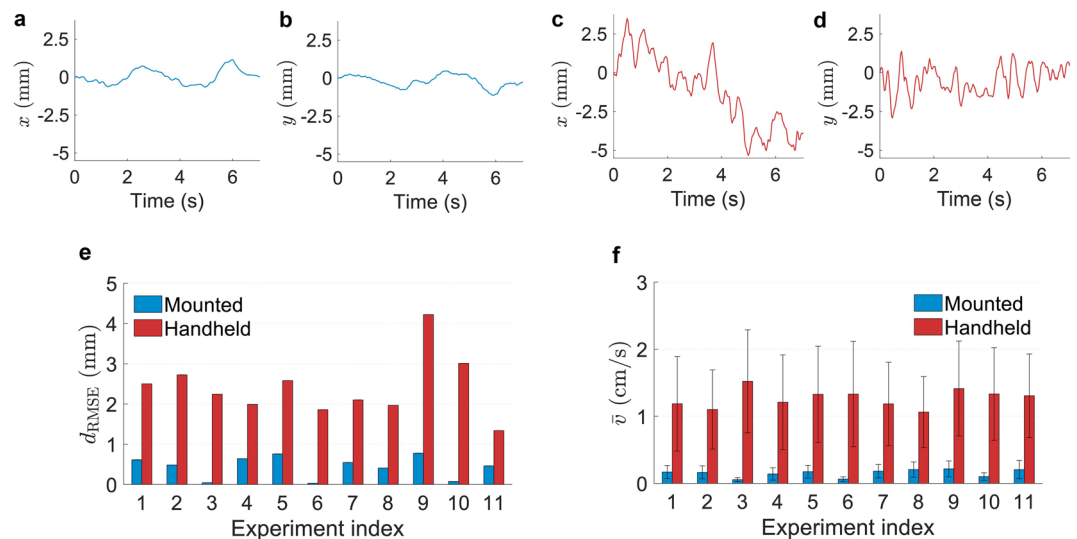 a
b
c
d
2.5
0
-2.5
-5
x (mm)
0 2 4 6
Time (s)
2.5
0
-2.5
-5
y (mm)
0 2 4 6
Time (s)
2.5
0
-2.5
-5
x (mm)
0 2 4 6
Time (s)
2.5
0
-2.5
-5
y (mm)
0 2 4 6
Time (s)
e
5
4
3
2
1
0
d_RMSE (mm)
Mounted
Handheld
1 2 3 4 5 6 7 8 9 10 11
Experiment index
f
3
2
1
0
v̄ (cm/s)
Mounted
Handheld
1 2 3 4 5 6 7 8 9 10 11
Experiment index